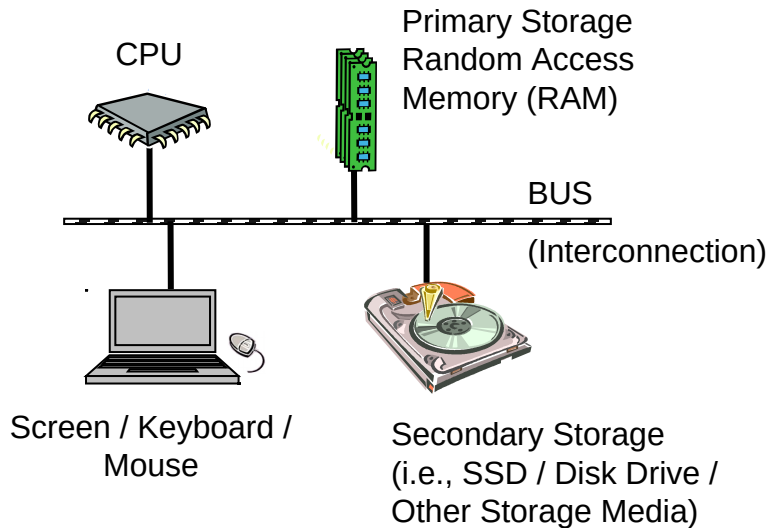 CPU
Primary Storage
Random Access
Memory (RAM)
BUS
(Interconnection)
Screen / Keyboard /
Mouse
Secondary Storage
(i.e., SSD / Disk Drive /
Other Storage Media)